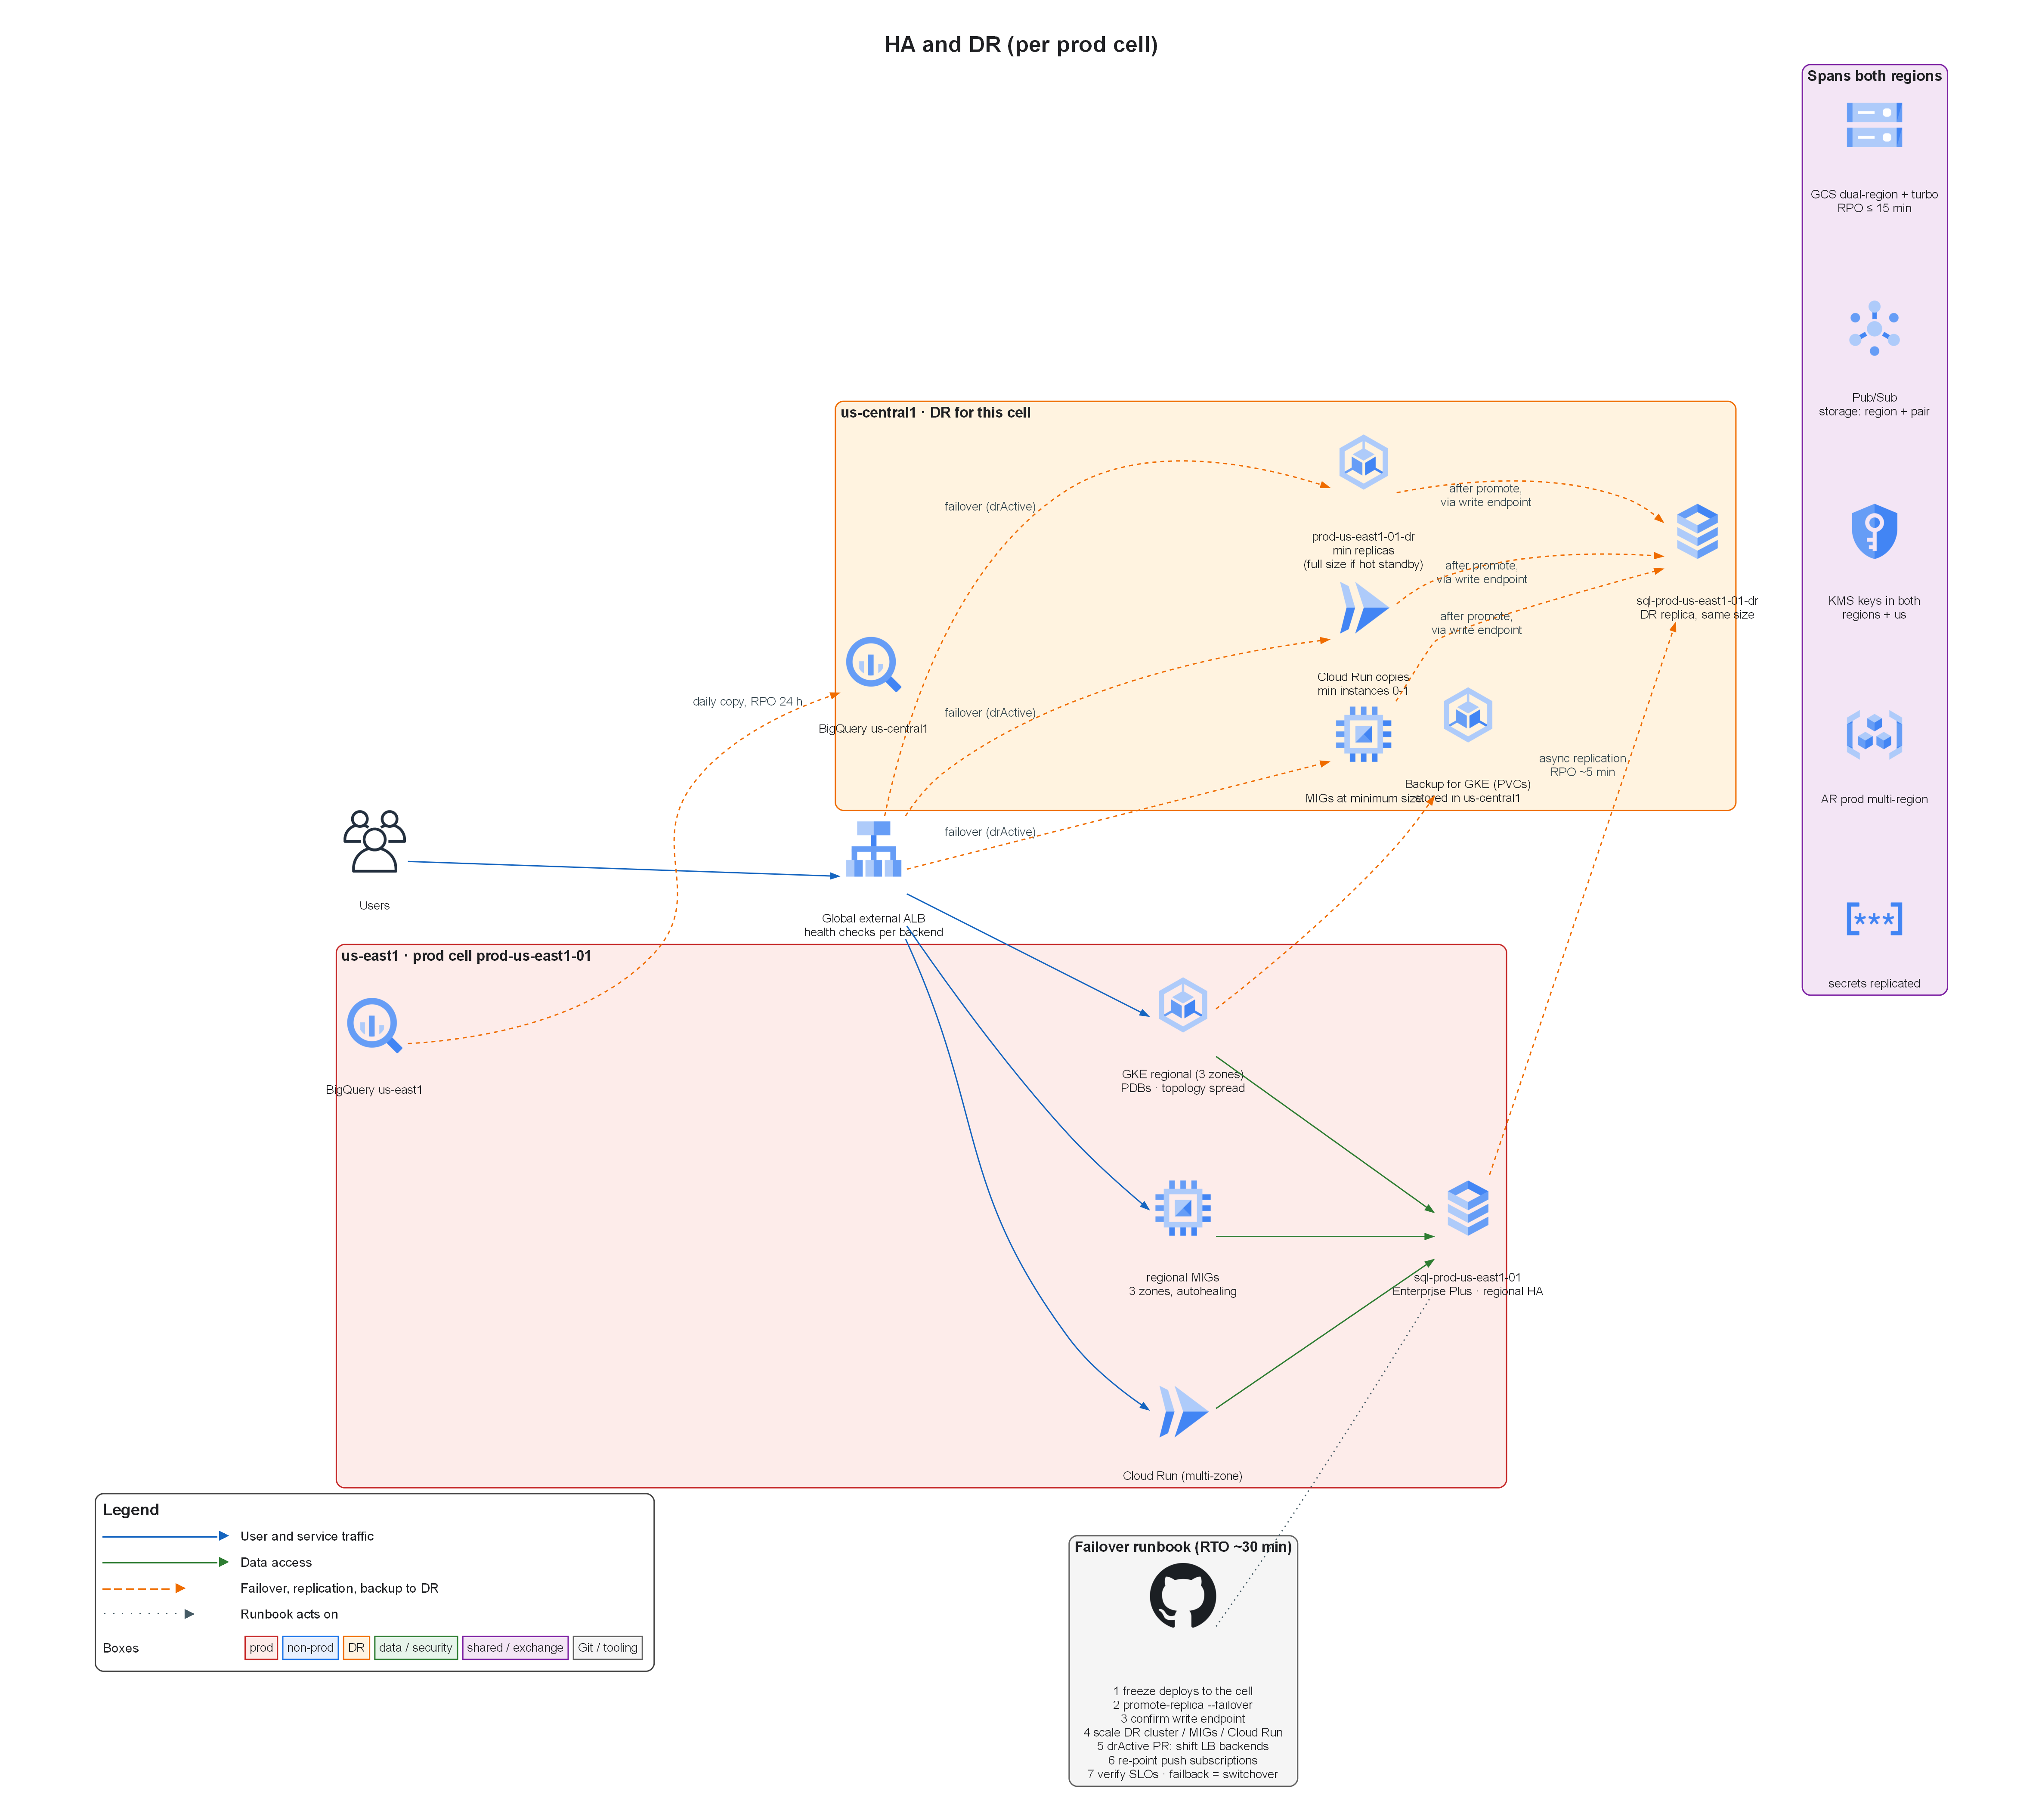 HA and DR (per prod cell)
Spans both regions
GCS dual-region + turbo
RPO ≤ 15 min
Pub/Sub
storage: region + pair
KMS keys in both
regions + us
AR prod multi-region
secrets replicated
us-central1 · DR for this cell
failover (drActive)
after promote,
via write endpoint
prod-us-east1-01-dr
min replicas
(full size if hot standby)
after promote,
via write endpoint
sql-prod-us-east1-01-dr
DR replica, same size
after promote,
via write endpoint
Cloud Run copies
min instances 0-1
daily copy, RPO 24 h
failover (drActive)
BigQuery us-central1
async replication,
RPO ~5 min
Backup for GKE (PVCs)
stored in us-central1
MIGs at minimum size
failover (drActive)
Users
Global external ALB
health checks per backend
us-east1 · prod cell prod-us-east1-01
BigQuery us-east1
GKE regional (3 zones)
PDBs · topology spread
regional MIGs
3 zones, autohealing
sql-prod-us-east1-01
Enterprise Plus · regional HA
Cloud Run (multi-zone)
Legend
User and service traffic
Data access
Failover, replication, backup to DR
Runbook acts on
Boxes
prod
non-prod
DR
data / security
shared / exchange
Git / tooling
Failover runbook (RTO ~30 min)
1 freeze deploys to the cell
2 promote-replica --failover
3 confirm write endpoint
4 scale DR cluster / MIGs / Cloud Run
5 drActive PR: shift LB backends
6 re-point push subscriptions
7 verify SLOs · failback = switchover